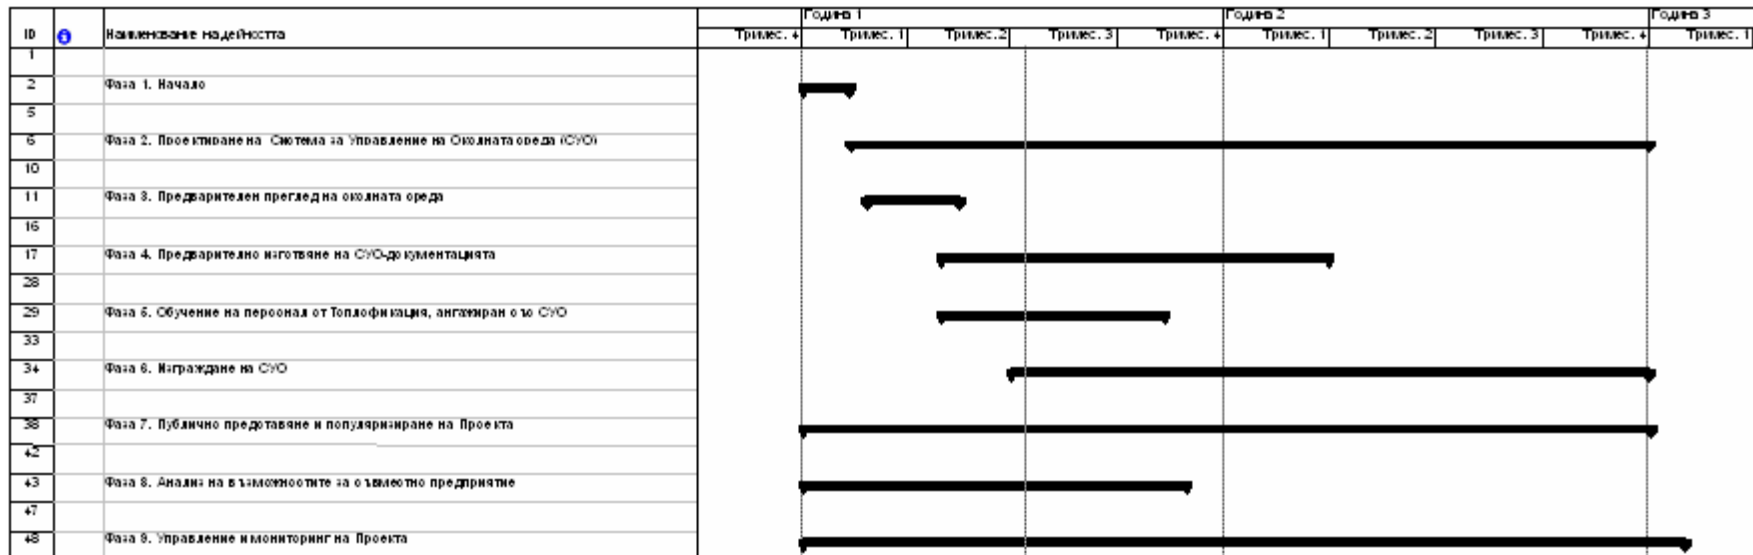 Година 1 Година 2 Година 3
ID Наименование на дейността Тримес. 4 Тримес. 1 Тримес. 2 Тримес. 3 Тримес. 4 Тримес. 1 Тримес. 2 Тримес. 3 Тримес. 4 Тримес. 1
1
2 Фаза 1. Начало
5
6 Фаза 2. Проектиране на Система за Управление на Околната среда (СУО)
10
11 Фаза 3. Предварителен преглед на околната среда
16
17 Фаза 4. Предварително изготвяне на СУО-документацията
28
29 Фаза 5. Обучение на персонал от Топлофикация, ангажиран със СУО
33
34 Фаза 6. Изграждане на СУО
37
38 Фаза 7. Публично представяне и популяризиране на Проекта
42
43 Фаза 8. Анализ на възможностите за съвместно предприятие
47
48 Фаза 9. Управление и мониторинг на Проекта